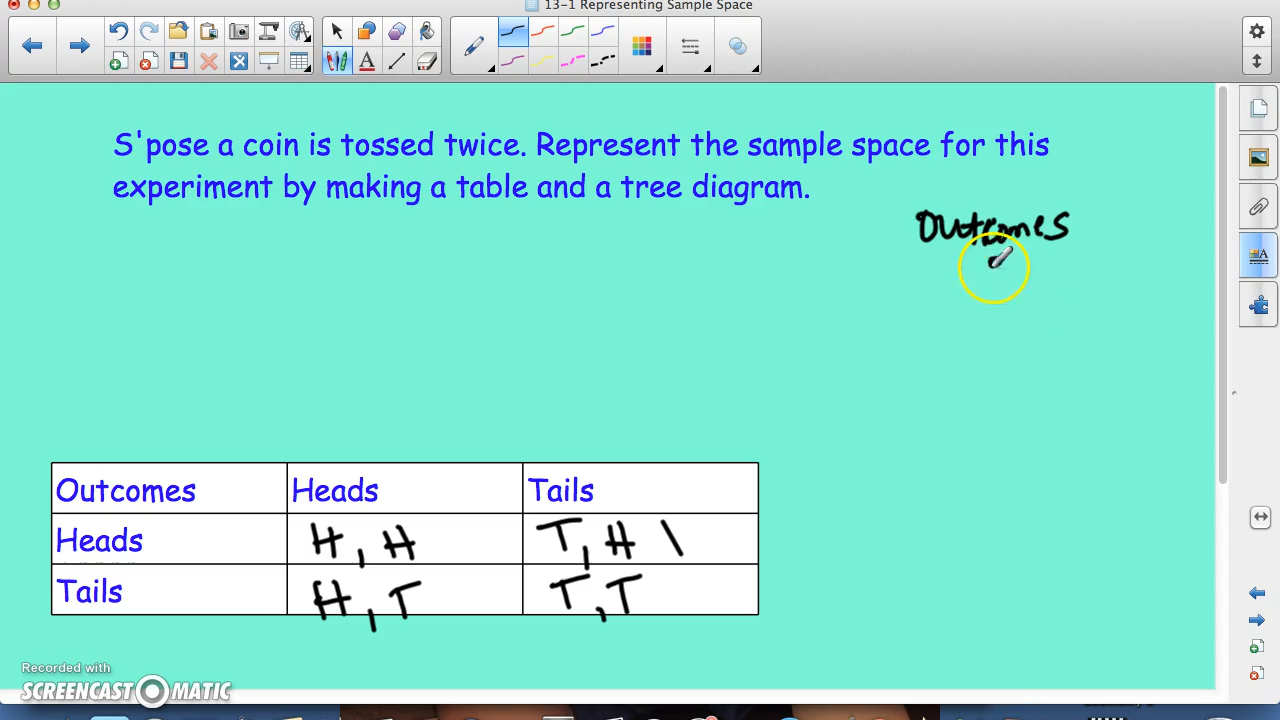 13-1 Representing Sample Space
S'pose a coin is tossed twice. Represent the sample space for this
experiment by making a table and a tree diagram.
Outcomes
Outcomes Heads Tails
Heads H, H T, H \
Tails H, T T, T
Recorded with
SCREENCAST MATIC